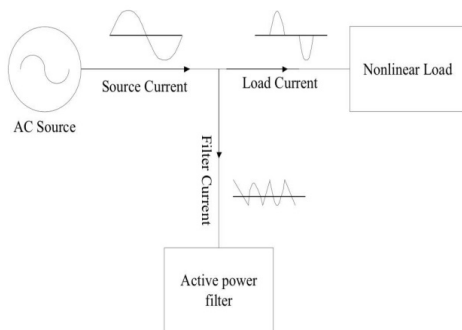 Source Current
Load Current
Nonlinear Load
AC Source
Filter Current
Active power
filter